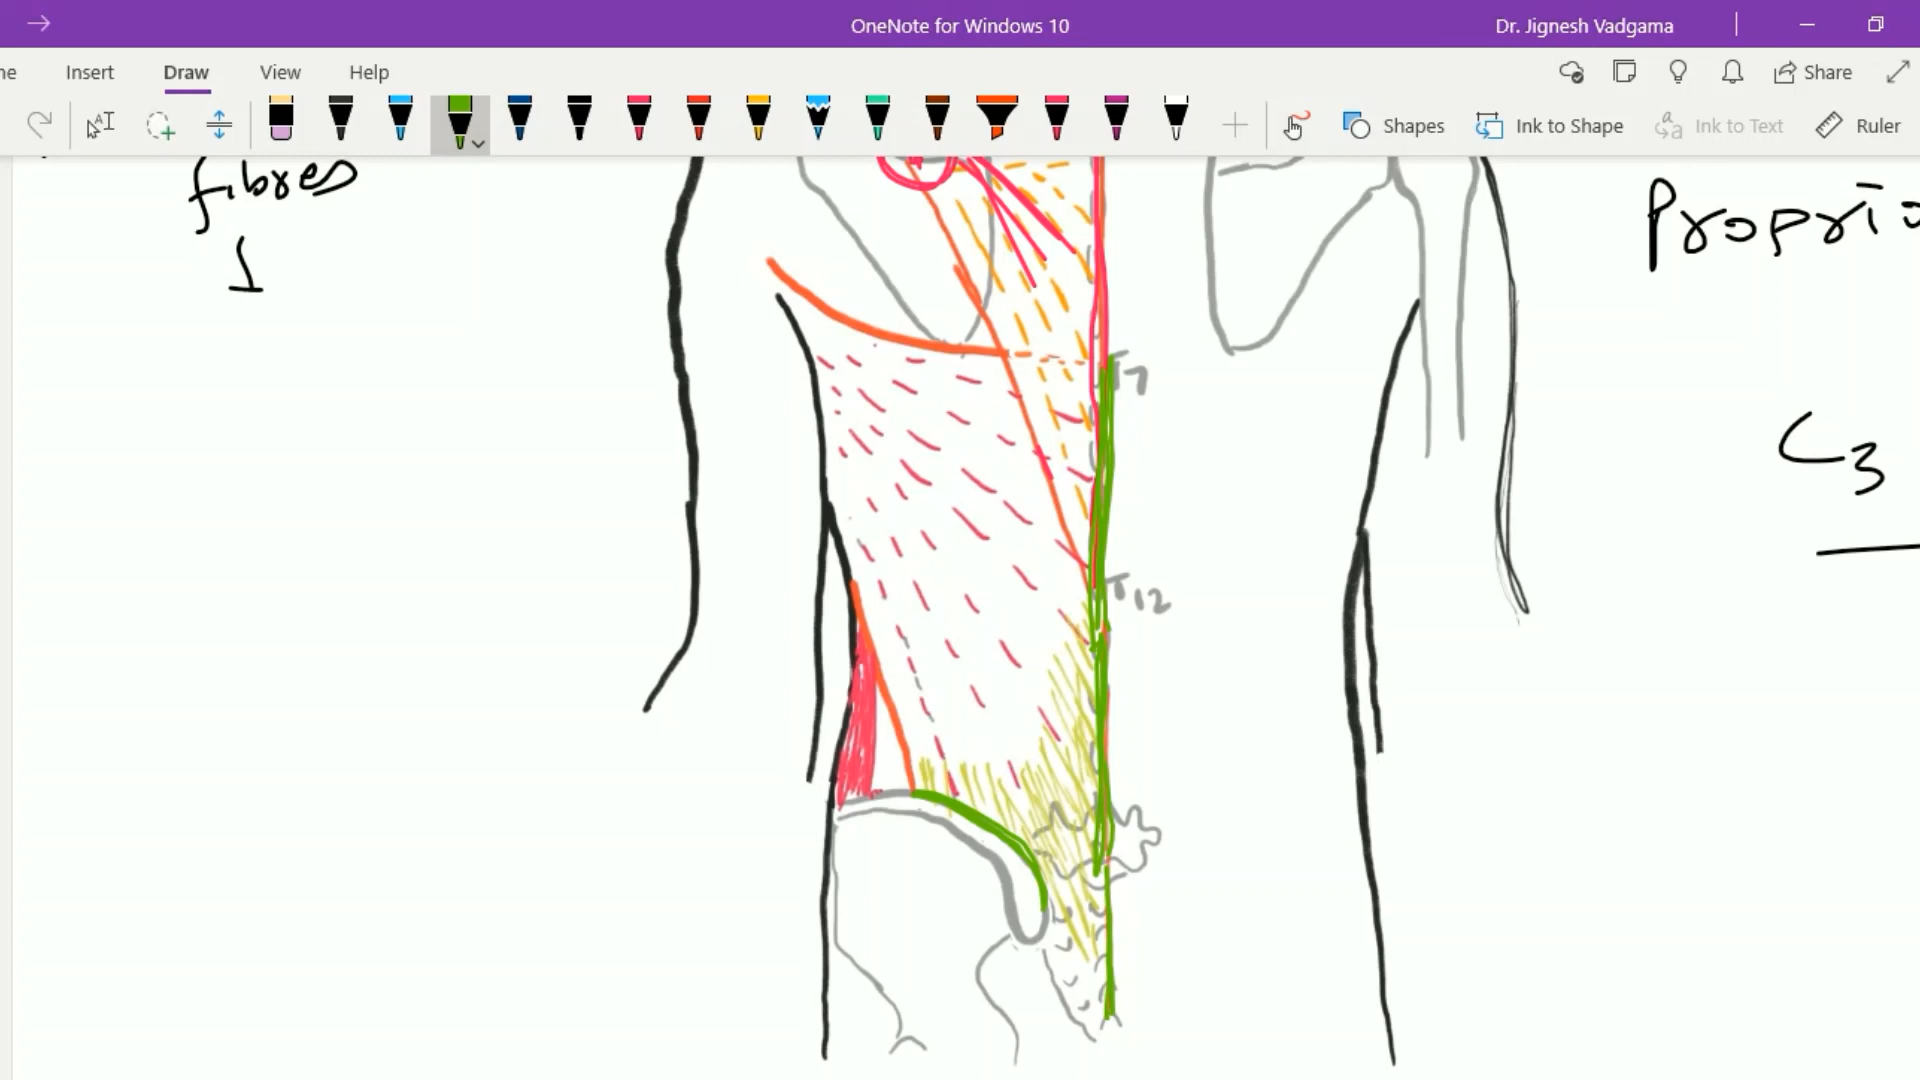 OneNote for Windows 10
Dr. Jignesh Vadgama
Insert Draw View Help
Share
Shapes Ink to Shape Ink to Text Ruler
fibres
1
T7
T12
C3